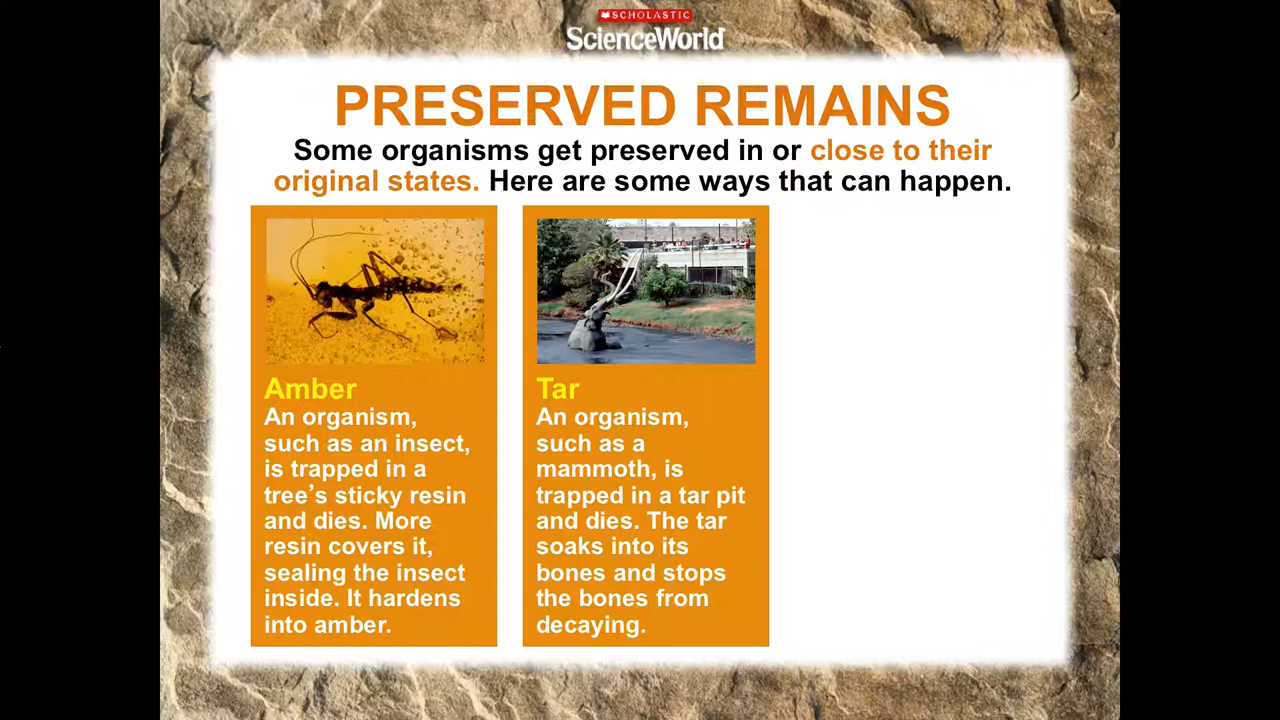 SCHOLASTIC
ScienceWorld
PRESERVED REMAINS
Some organisms get preserved in or close to their
original states. Here are some ways that can happen.
Amber
An organism,
such as an insect,
is trapped in a
tree’s sticky resin
and dies. More
resin covers it,
sealing the insect
inside. It hardens
into amber.
Tar
An organism,
such as a
mammoth, is
trapped in a tar pit
and dies. The tar
soaks into its
bones and stops
the bones from
decaying.